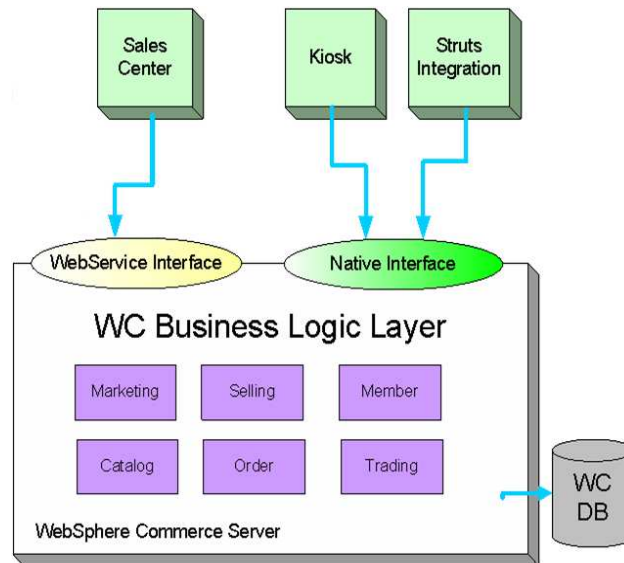 Sales
Center
Kiosk
Struts
Integration
WebService Interface
Native Interface
WC Business Logic Layer
Marketing
Selling
Member
Catalog
Order
Trading
WC
DB
WebSphere Commerce Server